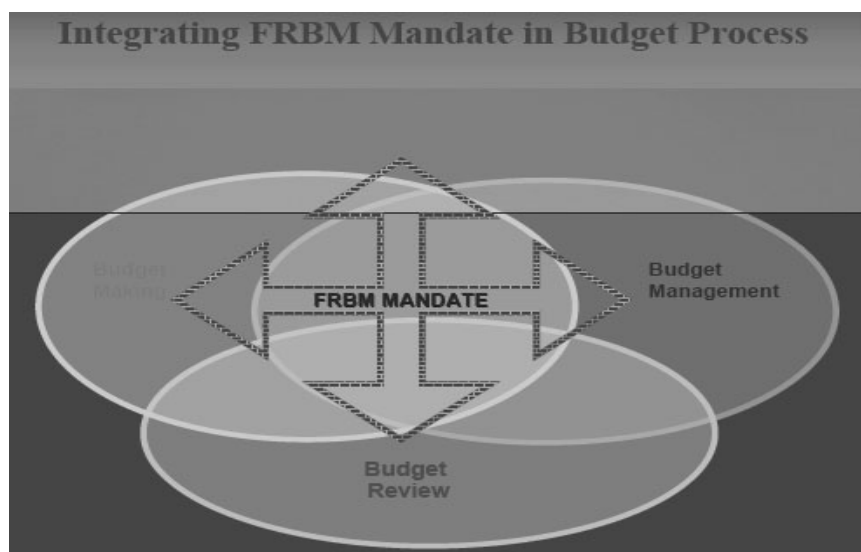 Integrating FRBM Mandate in Budget Process
Budget
Making
FRBM MANDATE
Budget
Management
Budget
Review